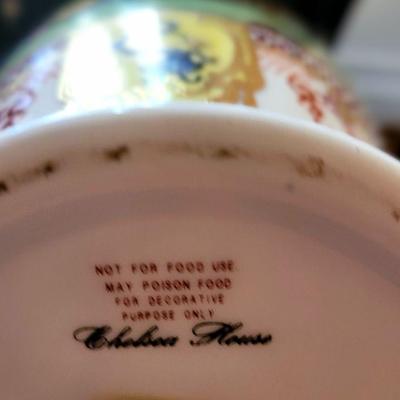 NOT FOR FOOD USE.
MAY POISON FOOD
FOR DECORATIVE
PURPOSE ONLY
Chelsea House